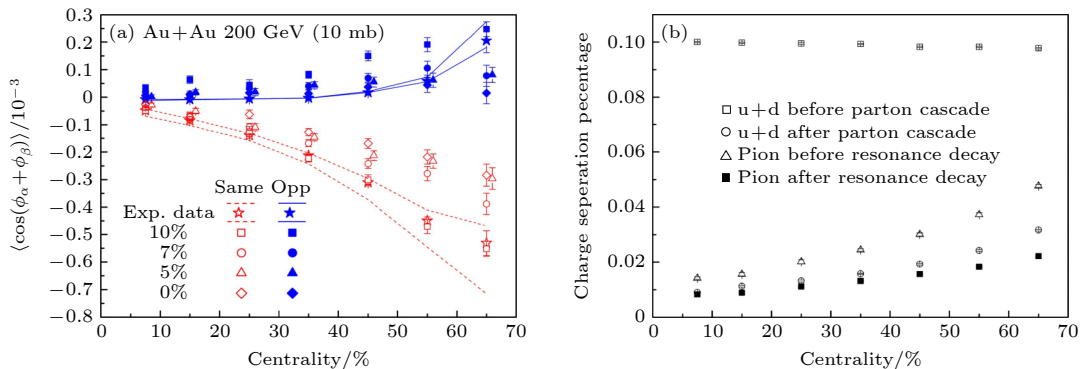 (a) Au+Au 200 GeV (10 mb)
0.3
0.2
0.1
0
−0.1
−0.2
−0.3
−0.4
−0.5
−0.6
−0.7
−0.8
⟨cos(ϕα + ϕβ)⟩/10−3
Same Opp
Exp. data
10%
7%
5%
0%
0 10 20 30 40 50 60 70
Centrality/%
(b)
0.10
0.08
0.06
0.04
0.02
0
Charge seperation pecentage
u+d before parton cascade
u+d after parton cascade
Pion before resonance decay
Pion after resonance decay
0 10 20 30 40 50 60 70
Centrality/%